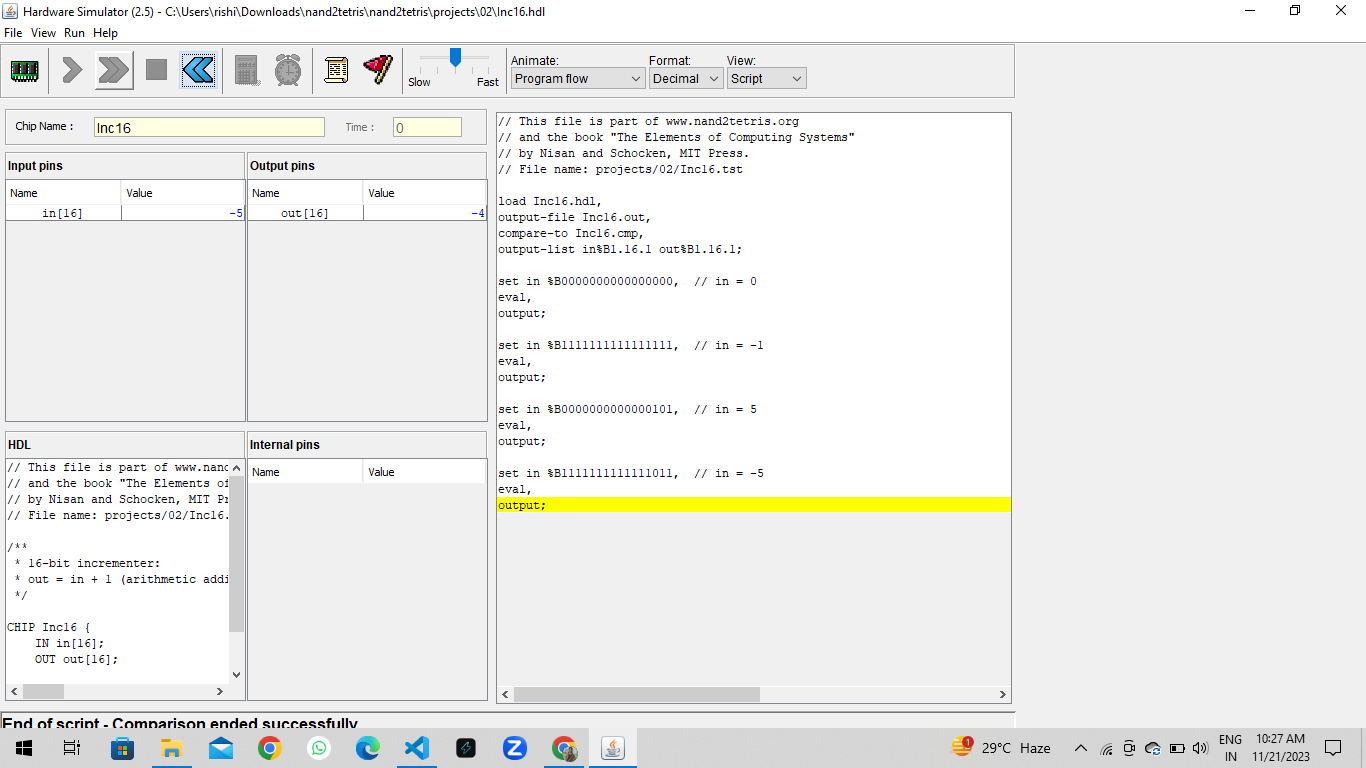 Hardware Simulator (2.5) - C:\Users\rishi\Downloads\nand2tetris\nand2tetris\projects\02\Inc16.hdl
File View Run Help
Slow Fast
Animate: Format: View:
Program flow Decimal Script
Chip Name : Inc16 Time : 0
Input pins Output pins
Name Value Name Value
in[16] -5 out[16] -4
HDL Internal pins
Name Value
// This file is part of www.nand
// and the book "The Elements of
// by Nisan and Schocken, MIT Pr
// File name: projects/02/Inc16.
/**
* 16-bit incrementer:
* out = in + 1 (arithmetic addi
*/
CHIP Inc16 {
IN in[16];
OUT out[16];
// This file is part of www.nand2tetris.org
// and the book "The Elements of Computing Systems"
// by Nisan and Schocken, MIT Press.
// File name: projects/02/Inc16.tst
load Inc16.hdl,
output-file Inc16.out,
compare-to Inc16.cmp,
output-list in%B1.16.1 out%B1.16.1;
set in %B0000000000000000,  // in = 0
eval,
output;
set in %B1111111111111111,  // in = -1
eval,
output;
set in %B0000000000000101,  // in = 5
eval,
output;
set in %B1111111111111011,  // in = -5
eval,
output;
End of script - Comparison ended successfully
1 29°C Haze
ENG
IN
10:27 AM
11/21/2023